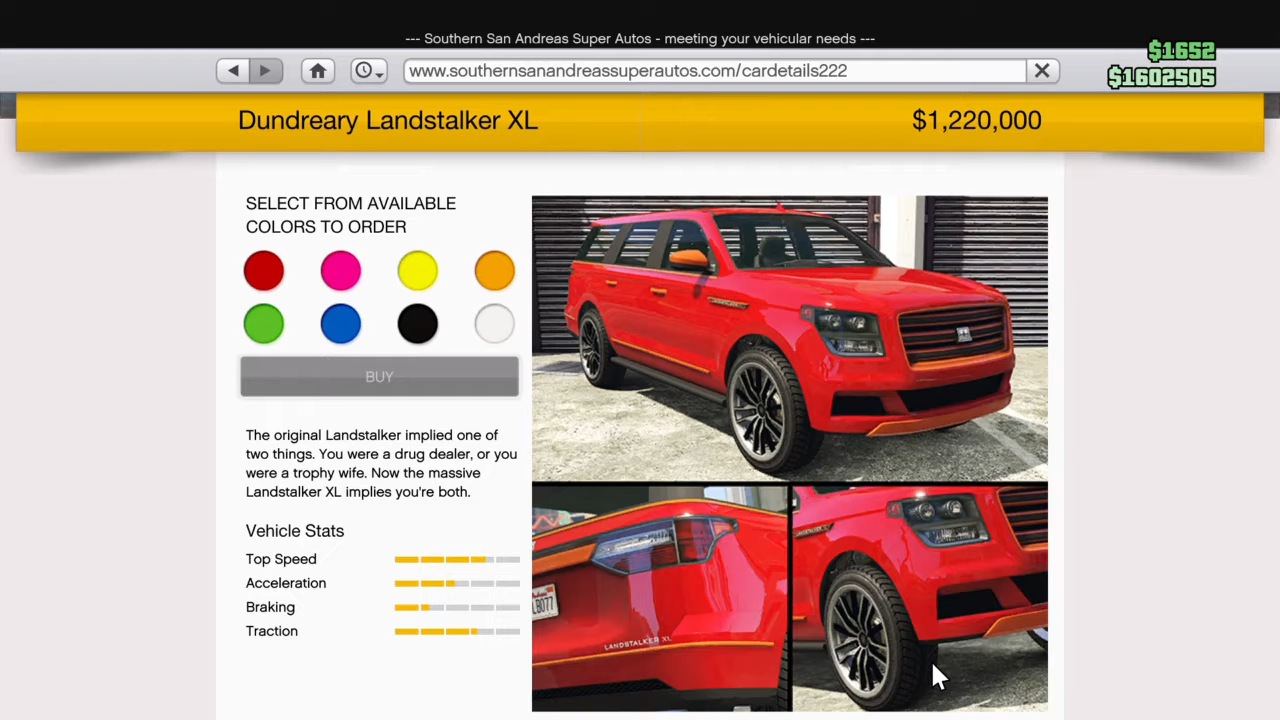 --- Southern San Andreas Super Autos - meeting your vehicular needs ---
$1652
www.southernsanandreassuperautos.com/cardetails222
$1602505
Dundreary Landstalker XL
$1,220,000
SELECT FROM AVAILABLE
COLORS TO ORDER
BUY
The original Landstalker implied one of
two things. You were a drug dealer, or you
were a trophy wife. Now the massive
Landstalker XL implies you're both.
Vehicle Stats
Top Speed
Acceleration
Braking
Traction
LANDSTALKER XL